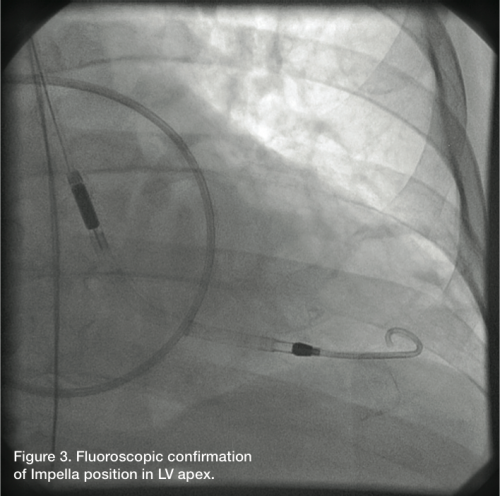 Figure 3. Fluoroscopic confirmation
of Impella position in LV apex.